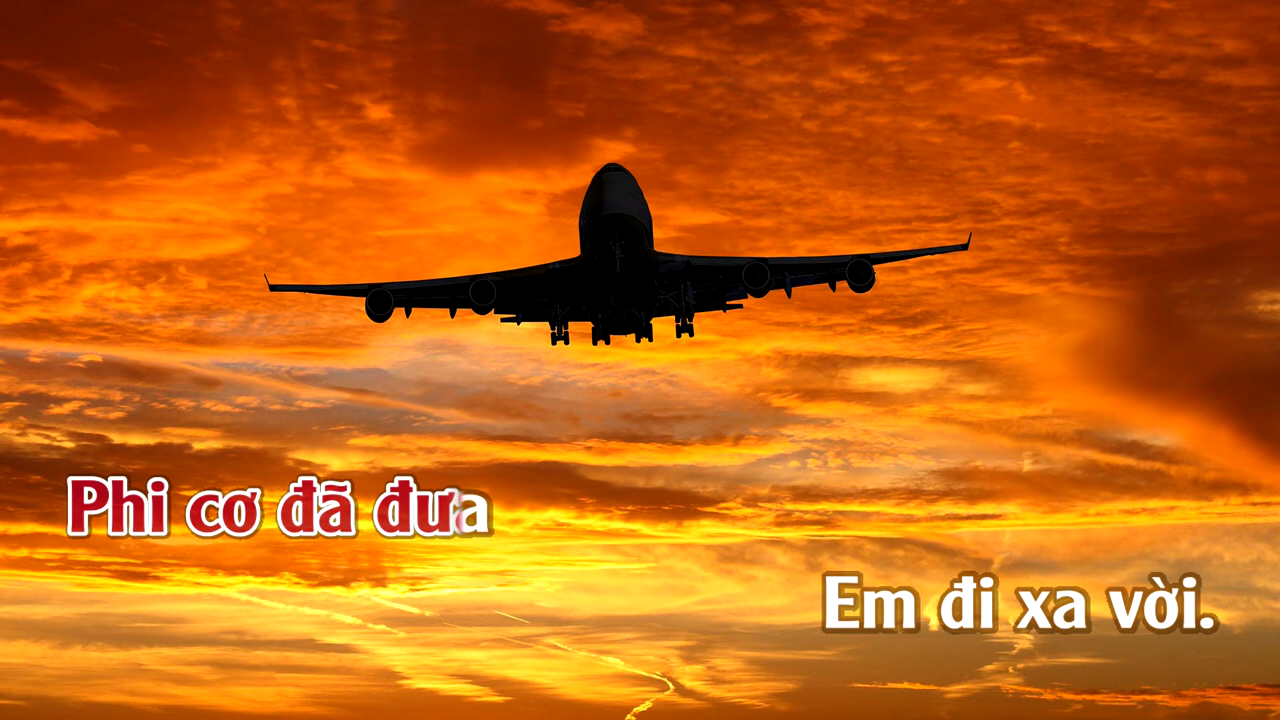 Phi cơ đã đưa
Em đi xa vời.